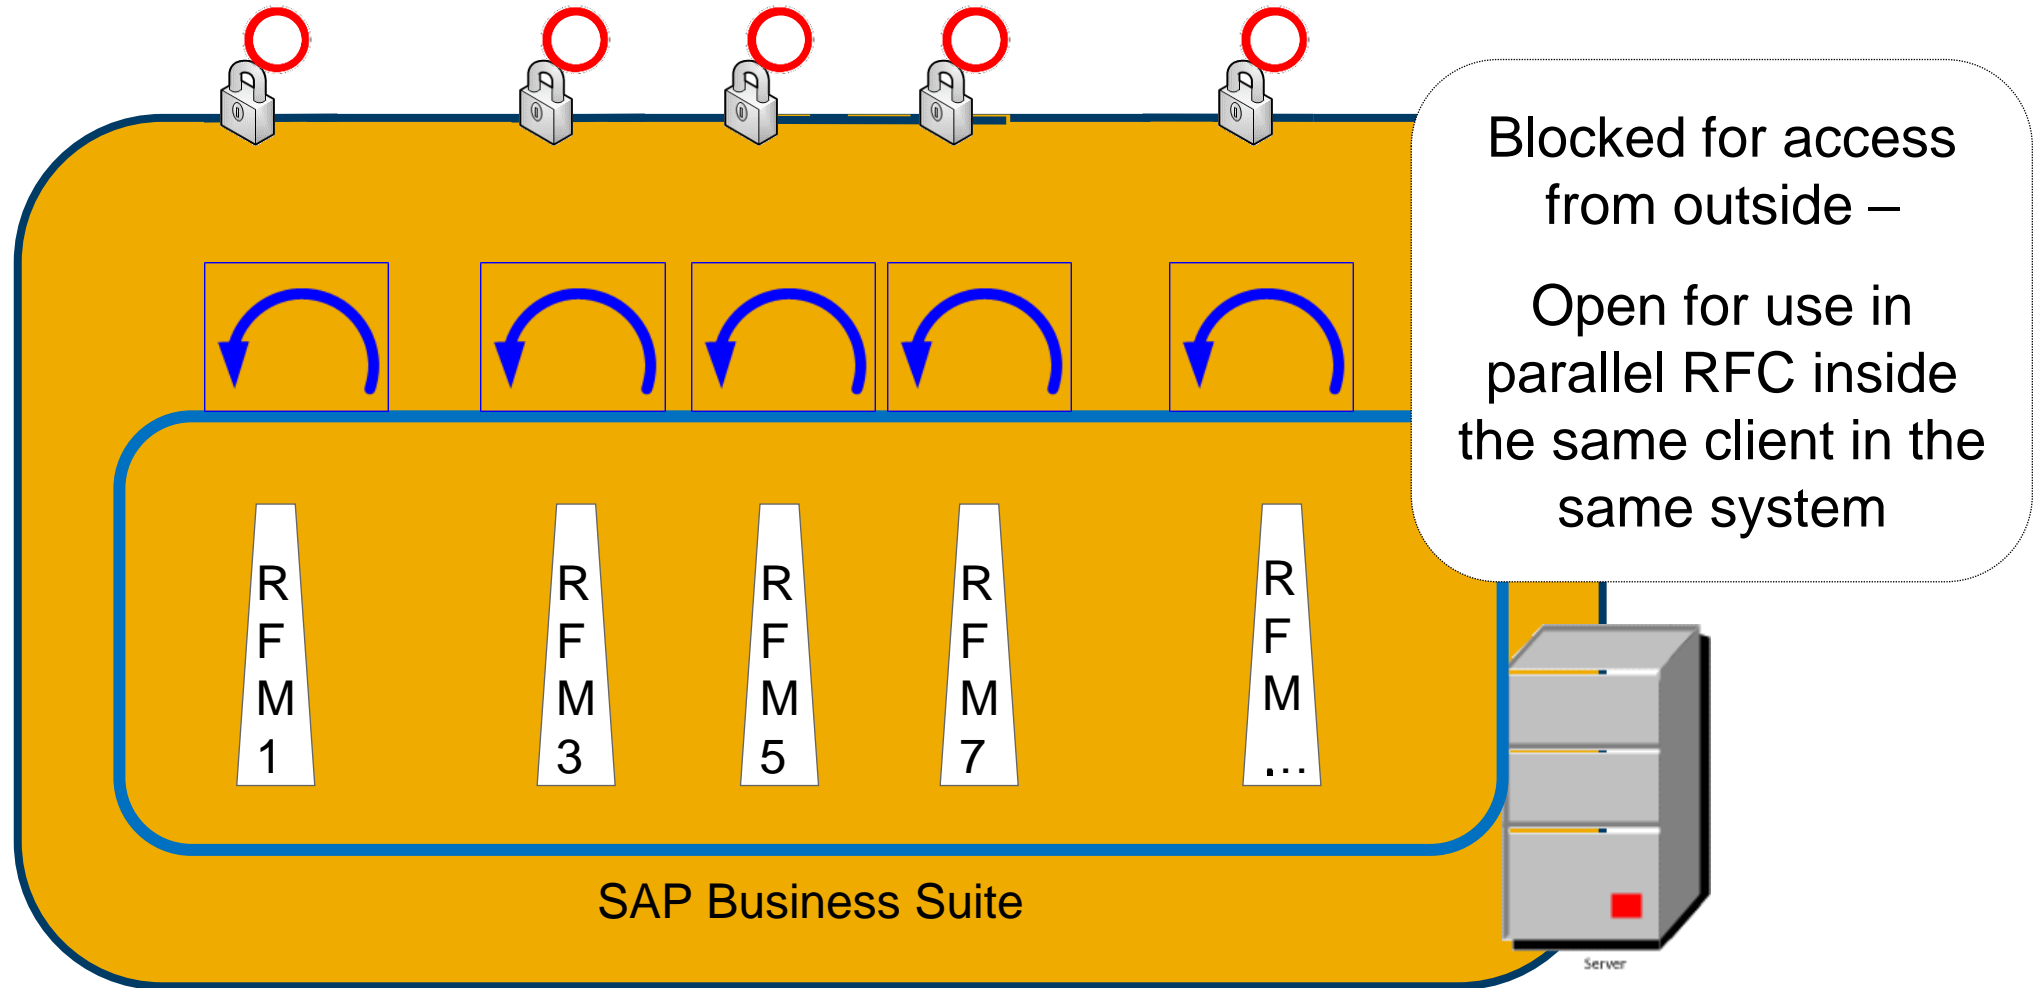 Blocked for access
from outside –
Open for use in
parallel RFC inside
the same client in the
same system
R
F
M
1
R
F
M
3
R
F
M
5
R
F
M
7
R
F
M
...
SAP Business Suite
Server